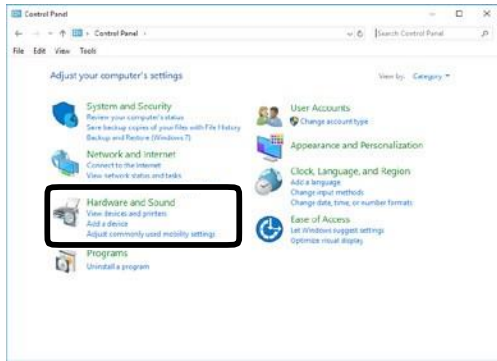 Control Panel
Control Panel
Search Control Panel
File Edit View Tools
Adjust your computer's settings
View by: Category
System and Security
Review your computer's status
Save backup copies of your files with File History
Backup and Restore (Windows 7)
Network and Internet
Connect to the Internet
View network status and tasks
Hardware and Sound
View devices and printers
Add a device
Adjust commonly used mobility settings
Programs
Uninstall a program
User Accounts
Change account type
Appearance and Personalization
Clock, Language, and Region
Add a language
Change input methods
Change date, time, or number formats
Ease of Access
Let Windows suggest settings
Optimize visual display